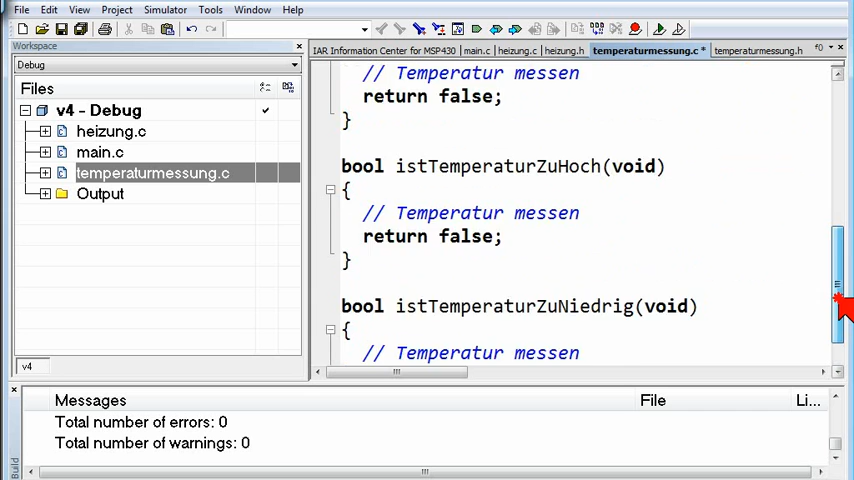 File Edit View Project Simulator Tools Window Help
Workspace
Debug
Files
v4 - Debug
heizung.c
main.c
temperaturmessung.c
Output
v4
IAR Information Center for MSP430 main.c heizung.c heizung.h temperaturmessung.c * temperaturmessung.h f0
// Temperatur messen
return false;
}
bool istTemperaturZuHoch(void)
{
// Temperatur messen
return false;
}
bool istTemperaturZuNiedrig(void)
{
// Temperatur messen
Messages File Li...
Total number of errors: 0
Total number of warnings: 0
Build